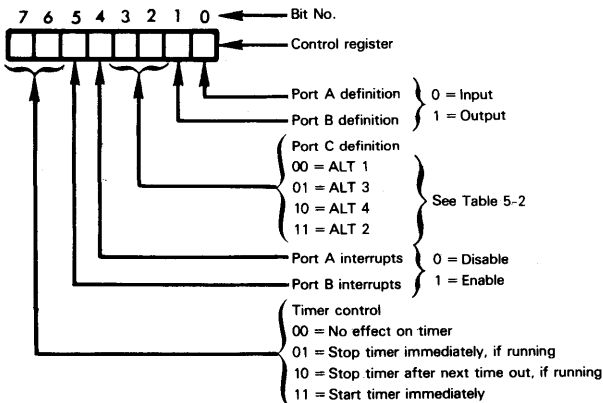 7 6 5 4 3 2 1 0 Bit No.
Control register
Port A definition
0 = Input
Port B definition
1 = Output
Port C definition
00 = ALT 1
01 = ALT 3
See Table 5-2
10 = ALT 4
11 = ALT 2
Port A interrupts
0 = Disable
Port B interrupts
1 = Enable
Timer control
00 = No effect on timer
01 = Stop timer immediately, if running
10 = Stop timer after next time out, if running
11 = Start timer immediately